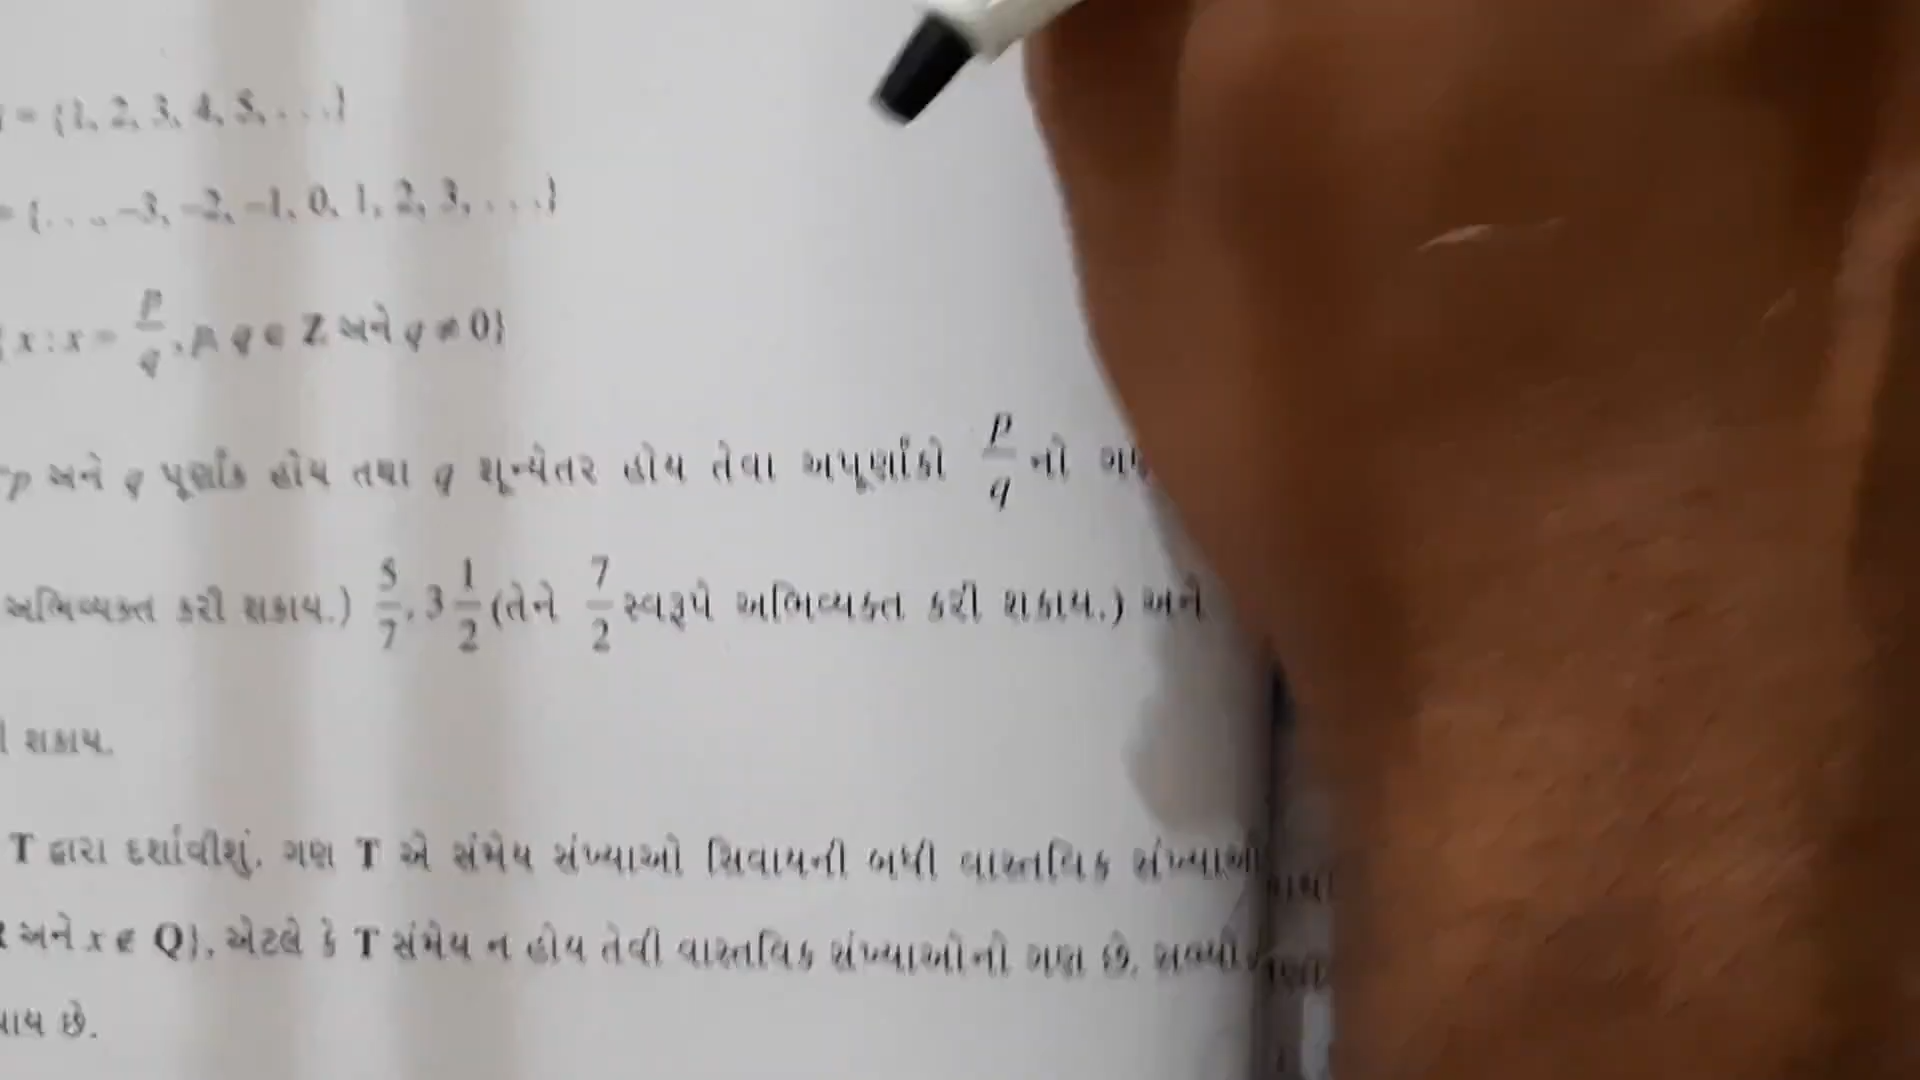 = {1, 2, 3, 4, 5, . . .}
= {. . ., –3, –2, –1, 0, 1, 2, 3, . . .}
{x : x = p/q, p, q ∈ Z અને q ≠ 0}
p અને q પૂર્ણાંક હોય તથા q શૂન્યેતર હોય તેવા અપૂર્ણાંકો p/q નો
અભિવ્યક્ત કરી શકાય.) 5/7, 3 1/2 (તેને 7/2 સ્વરૂપે અભિવ્યક્ત કરી શકાય.) અને
શકાય.
T દ્વારા દર્શાવીશું. ગણ T એ સંમેય સંખ્યાઓ સિવાયની બધી વાસ્તવિક સંખ્યાઓ
અને x ∉ Q}, એટલે કે T સંમેય ન હોય તેવી વાસ્તવિક સંખ્યાઓનો ગણ છે.
છે.